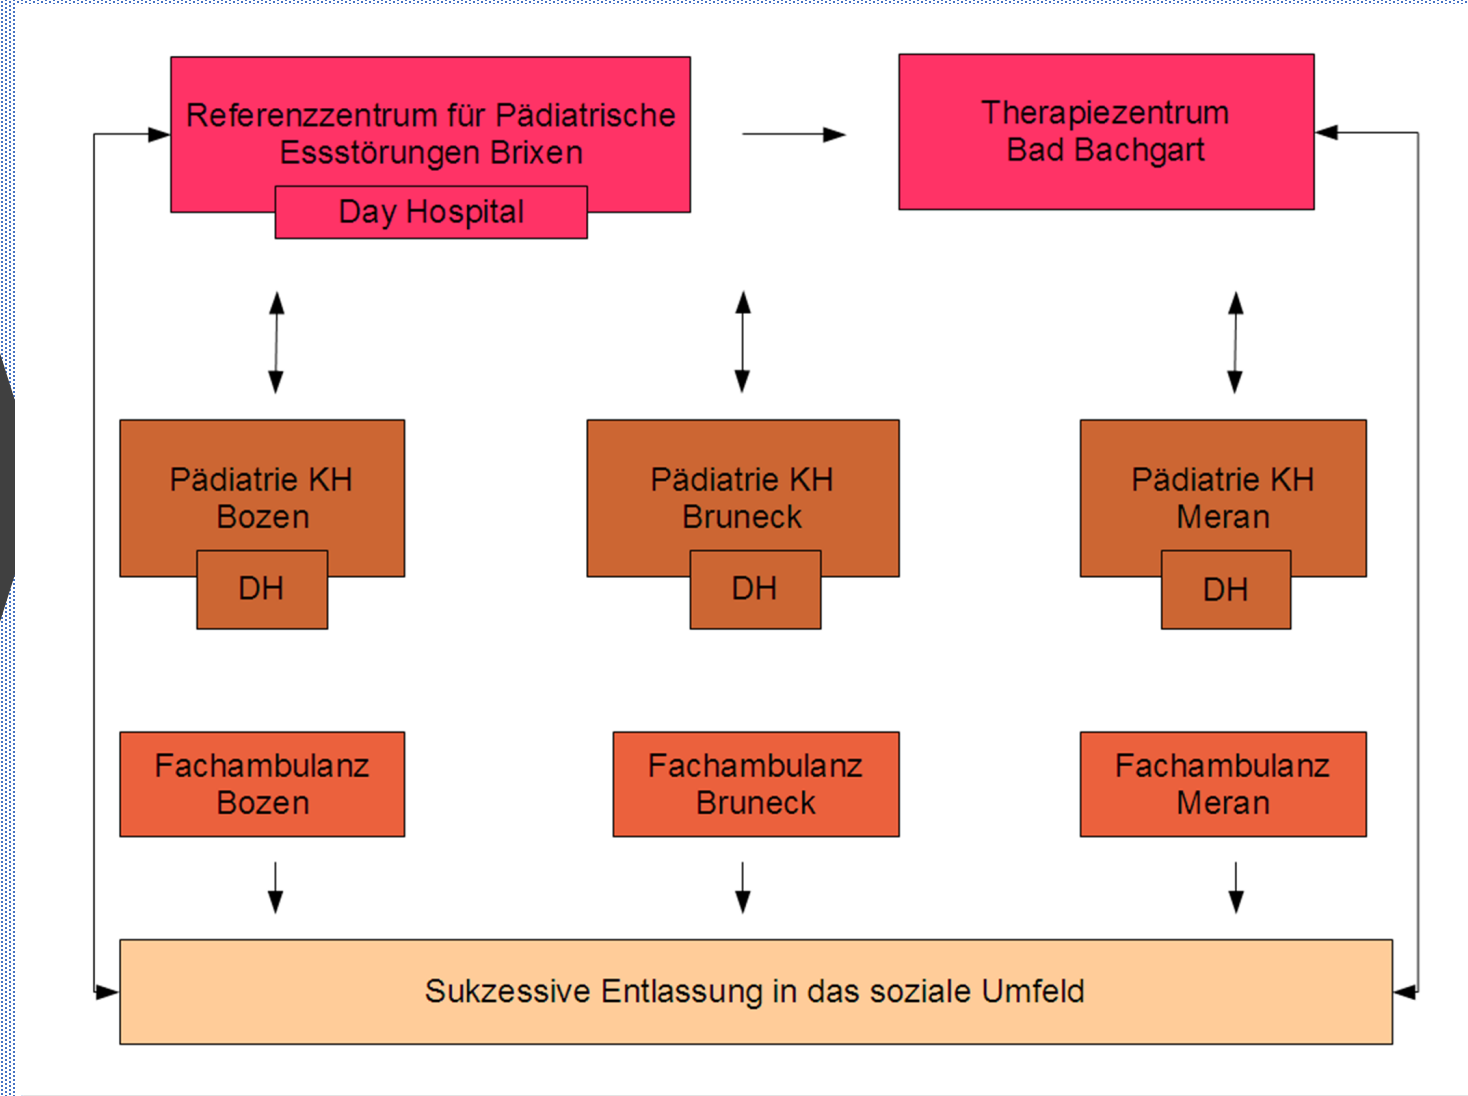 Referenzzentrum für Pädiatrische
Essstörungen Brixen
Day Hospital
Therapiezentrum
Bad Bachgart
Pädiatrie KH
Bozen
DH
Pädiatrie KH
Bruneck
DH
Pädiatrie KH
Meran
DH
Fachambulanz
Bozen
Fachambulanz
Bruneck
Fachambulanz
Meran
Sukzessive Entlassung in das soziale Umfeld